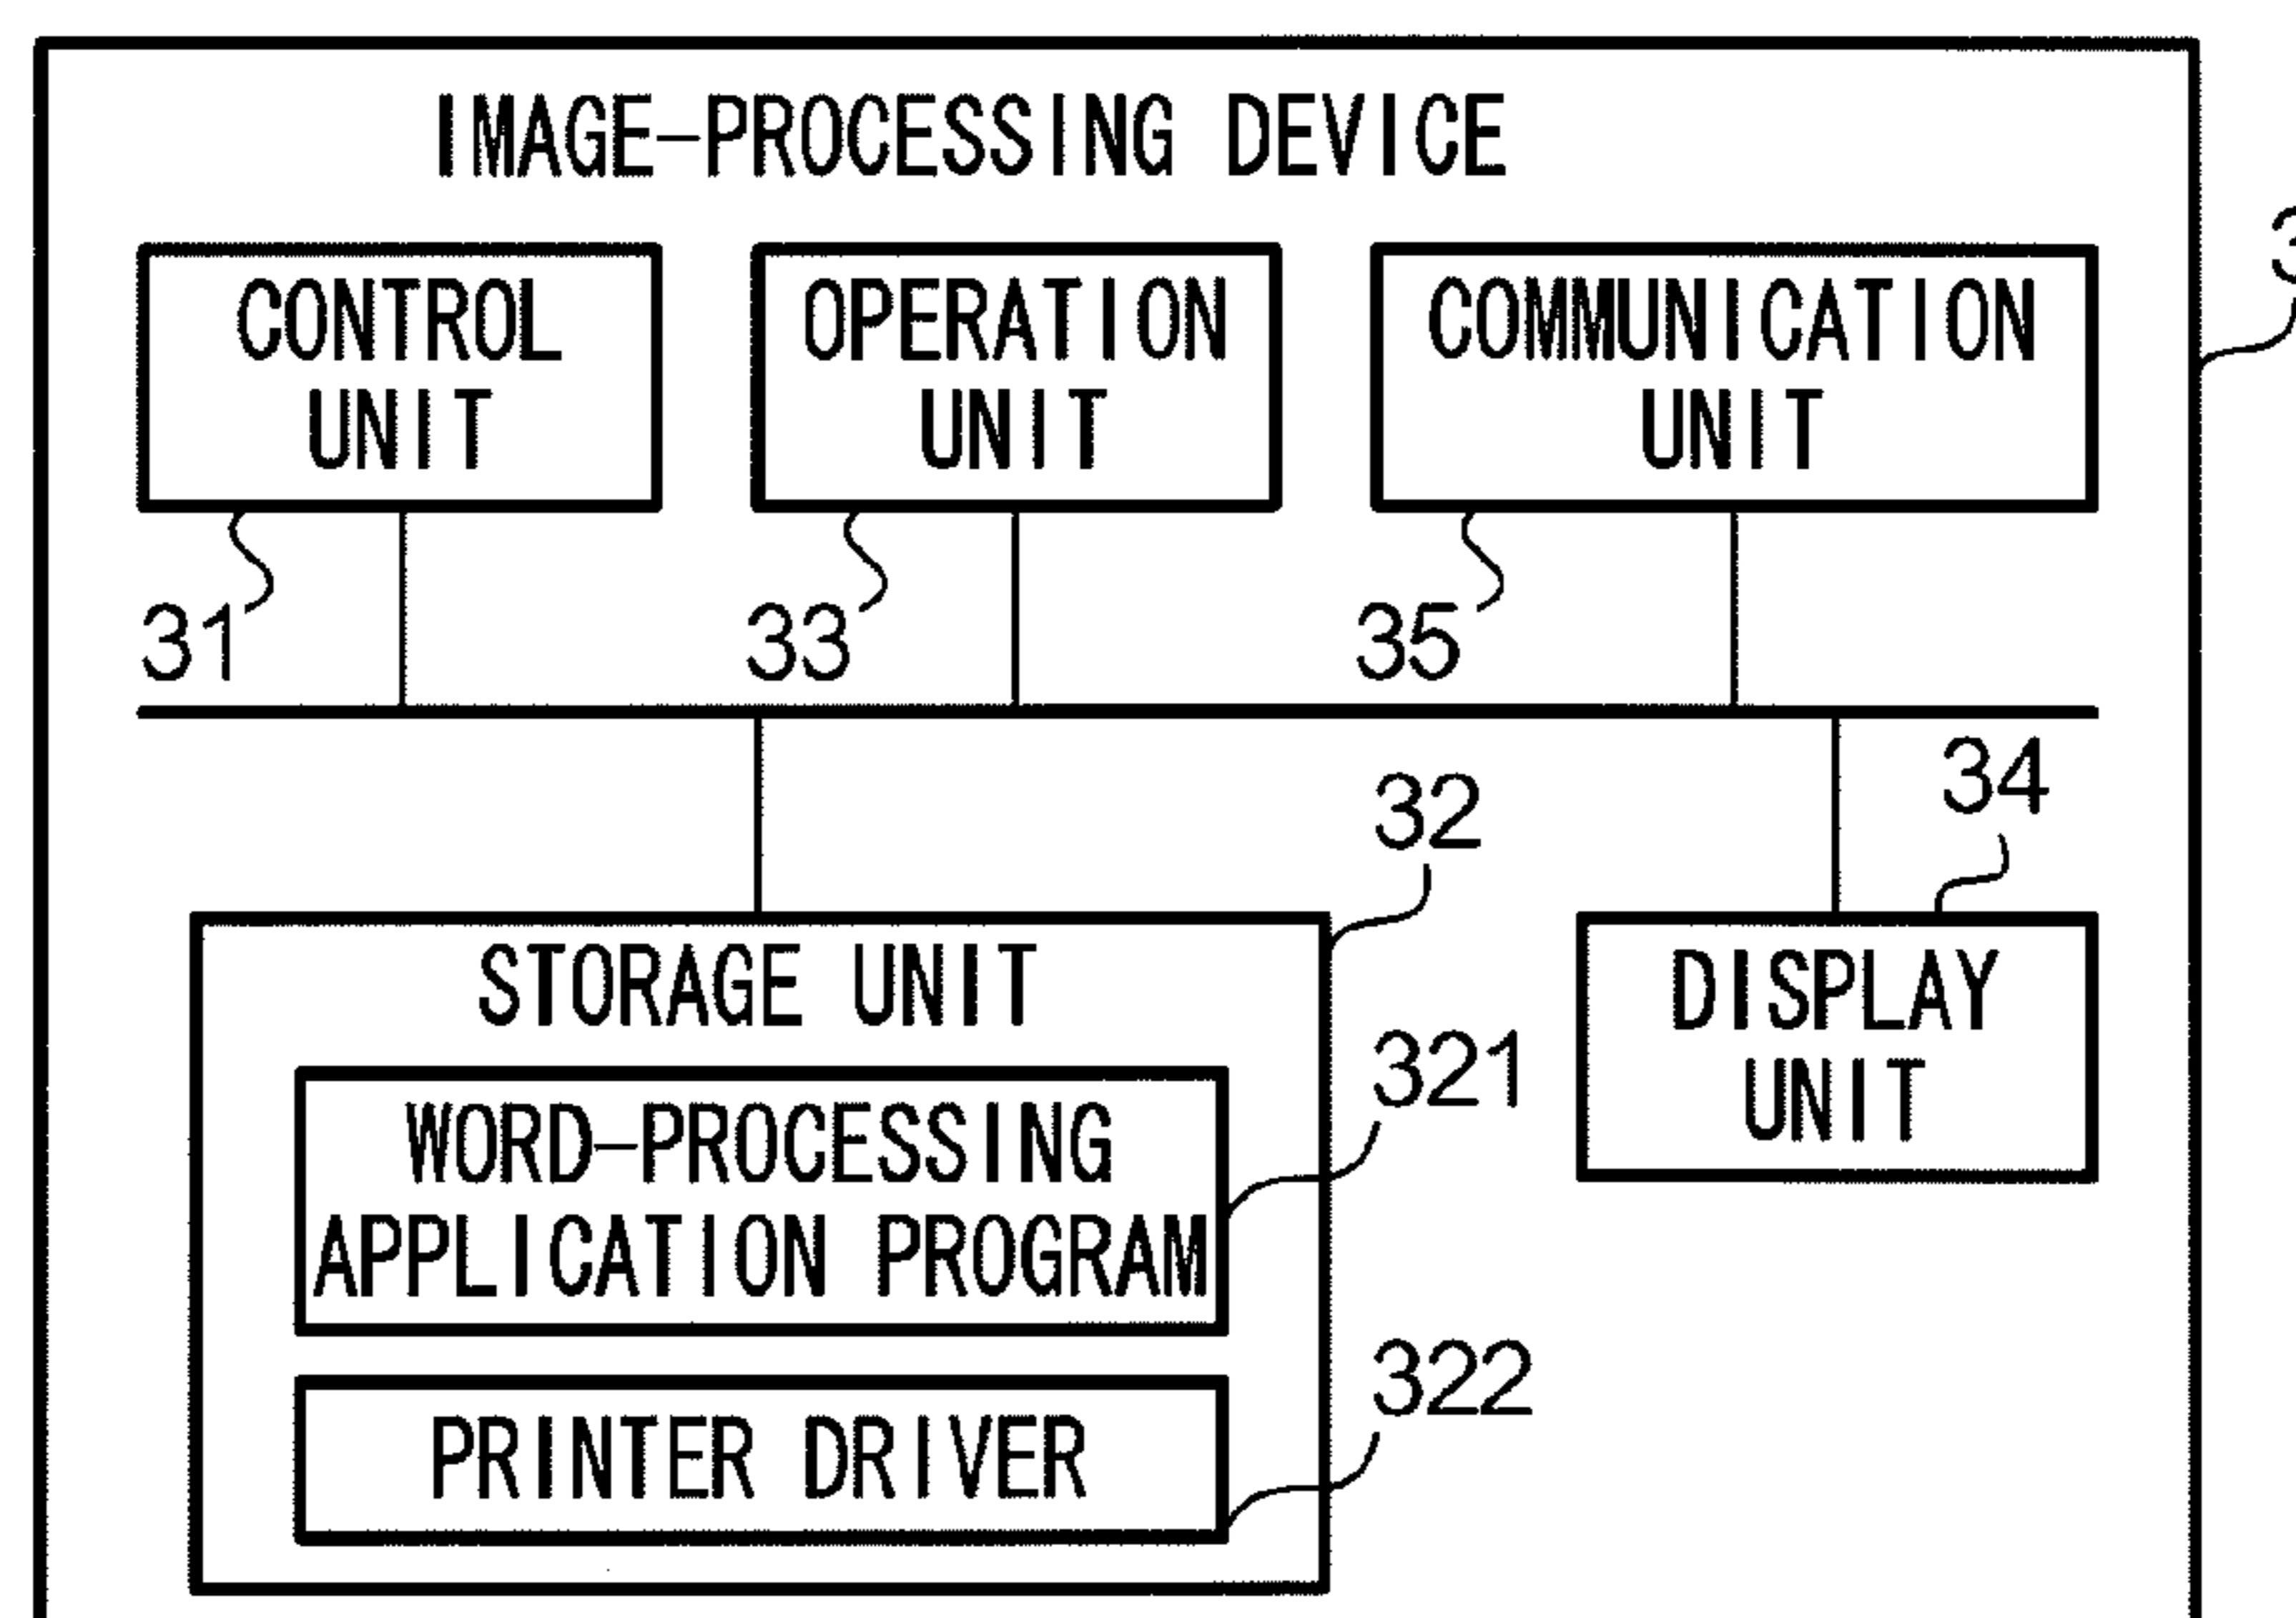 IMAGE-PROCESSING DEVICE
3
CONTROL
UNIT
OPERATION
UNIT
COMMUNICATION
UNIT
31
33
35
32
34
STORAGE UNIT
DISPLAY
UNIT
321
WORD-PROCESSING
APPLICATION PROGRAM
322
PRINTER DRIVER